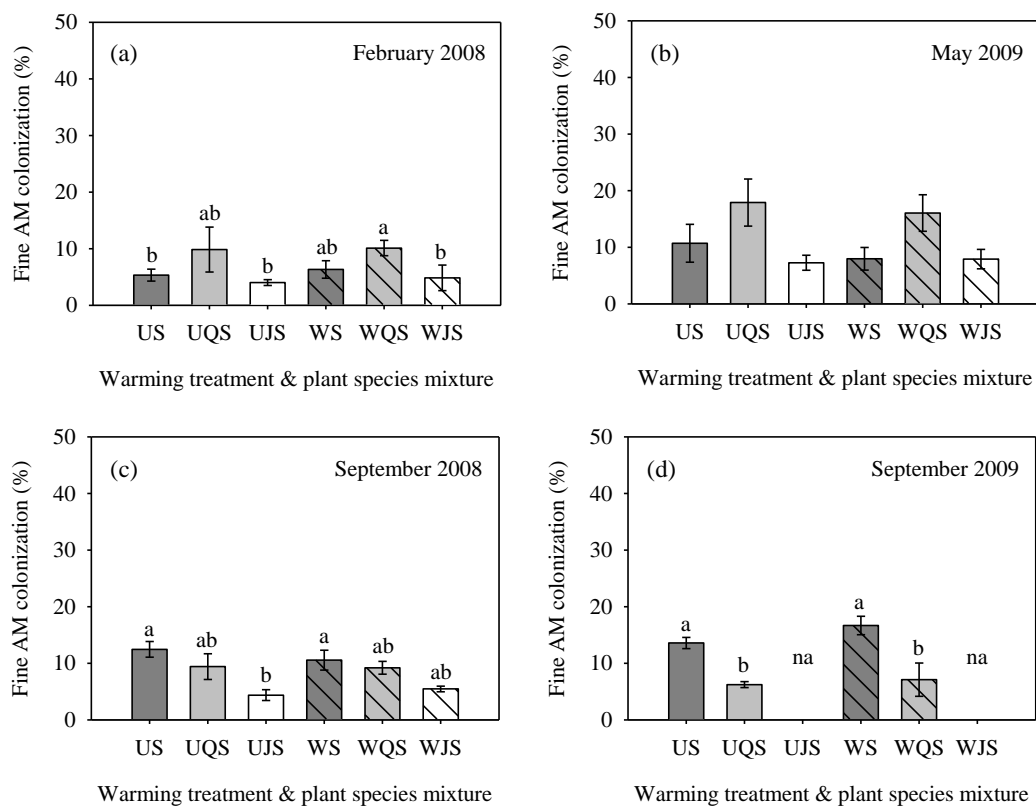 (a)
February 2008
Fine AM colonization (%)
50
40
30
20
10
0
b
ab
b
ab
a
b
US UQS UJS WS WQS WJS
Warming treatment & plant species mixture
(b)
May 2009
Fine AM colonization (%)
50
40
30
20
10
0
US UQS UJS WS WQS WJS
Warming treatment & plant species mixture
(c)
September 2008
Fine AM colonization (%)
50
40
30
20
10
0
a
ab
b
a
ab
ab
US UQS UJS WS WQS WJS
Warming treatment & plant species mixture
(d)
September 2009
Fine AM colonization (%)
50
40
30
20
10
0
a
b
na
a
b
na
US UQS UJS WS WQS WJS
Warming treatment & plant species mixture